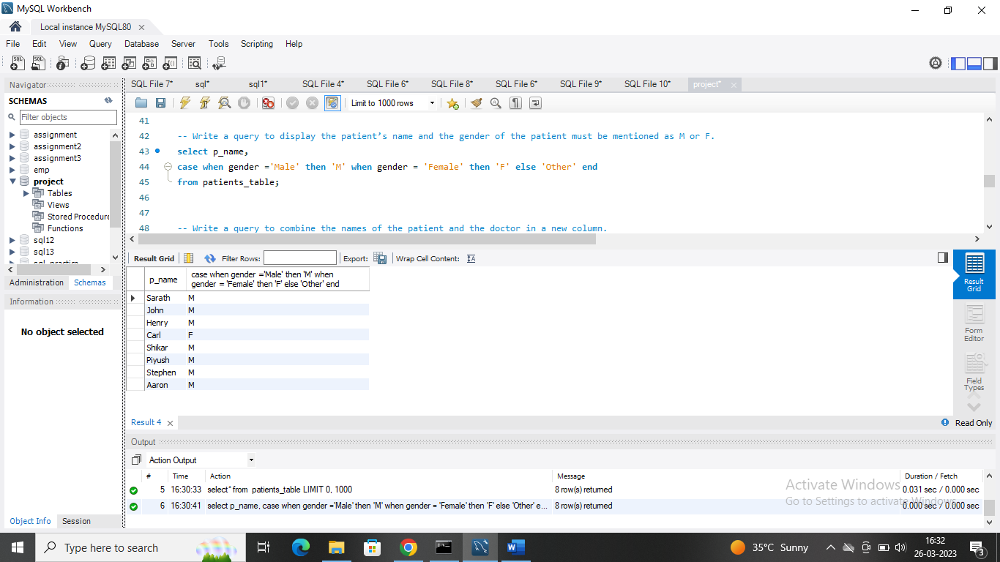 MySQL Workbench
Local instance MySQL80
File Edit View Query Database Server Tools Scripting Help
Navigator
SCHEMAS
Filter objects
assignment
assignment2
assignment3
emp
project
Tables
Views
Stored Procedure
Functions
sql12
sql13
sql_practice
Administration Schemas
Information
No object selected
Object Info Session
SQL File 7* sql* sql1* SQL File 4* SQL File 6* SQL File 8* SQL File 6* SQL File 9* SQL File 10* project*
Limit to 1000 rows
41
42 -- Write a query to display the patient’s name and the gender of the patient must be mentioned as M or F.
43 select p_name,
44 case when gender ='Male' then 'M' when gender = 'Female' then 'F' else 'Other' end
45 from patients_table;
46
47
48 -- Write a query to combine the names of the patient and the doctor in a new column.
Result Grid Filter Rows: Export: Wrap Cell Content:
p_name case when gender ='Male' then 'M' when
gender = 'Female' then 'F' else 'Other' end
Sarath M
John M
Henry M
Carl F
Shikar M
Piyush M
Stephen M
Aaron M
Result
Grid
Form
Editor
Field
Types
Result 4
Read Only
Output
Action Output
# Time Action Message Duration / Fetch
5 16:30:33 select* from patients_table LIMIT 0, 1000 8 row(s) returned 0.031 sec / 0.000 sec
6 16:30:41 select p_name, case when gender ='Male' then 'M' when gender = 'Female' then 'F' else 'Other' e... 8 row(s) returned 0.000 sec / 0.000 sec
Activate Windows
Go to Settings to activate Windows.
Type here to search
35°C Sunny
16:32
26-03-2023
3